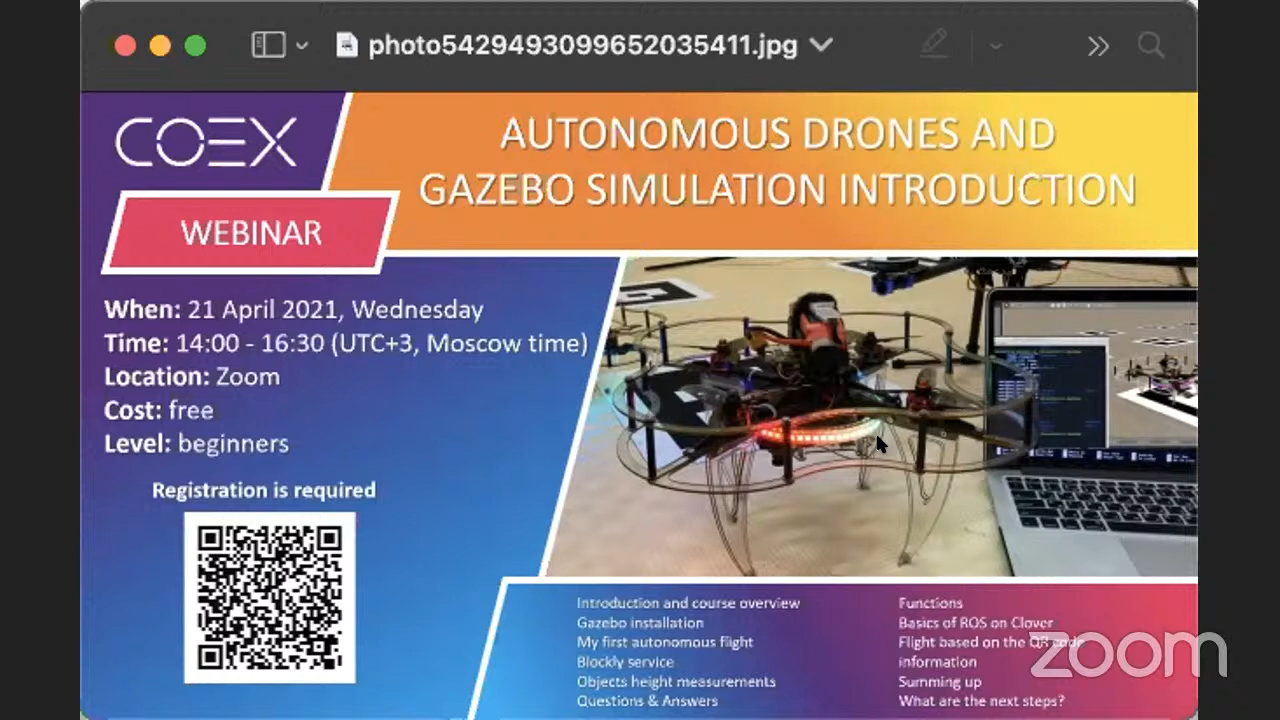 photo5429493099652035411.jpg
COEX
AUTONOMOUS DRONES AND
GAZEBO SIMULATION INTRODUCTION
WEBINAR
When: 21 April 2021, Wednesday
Time: 14:00 - 16:30 (UTC+3, Moscow time)
Location: Zoom
Cost: free
Level: beginners
Registration is required
Introduction and course overview
Gazebo installation
My first autonomous flight
Blockly service
Objects height measurements
Questions & Answers
Functions
Basics of ROS on Clover
Flight based on the QR code
information
Summing up
What are the next steps?
zoom